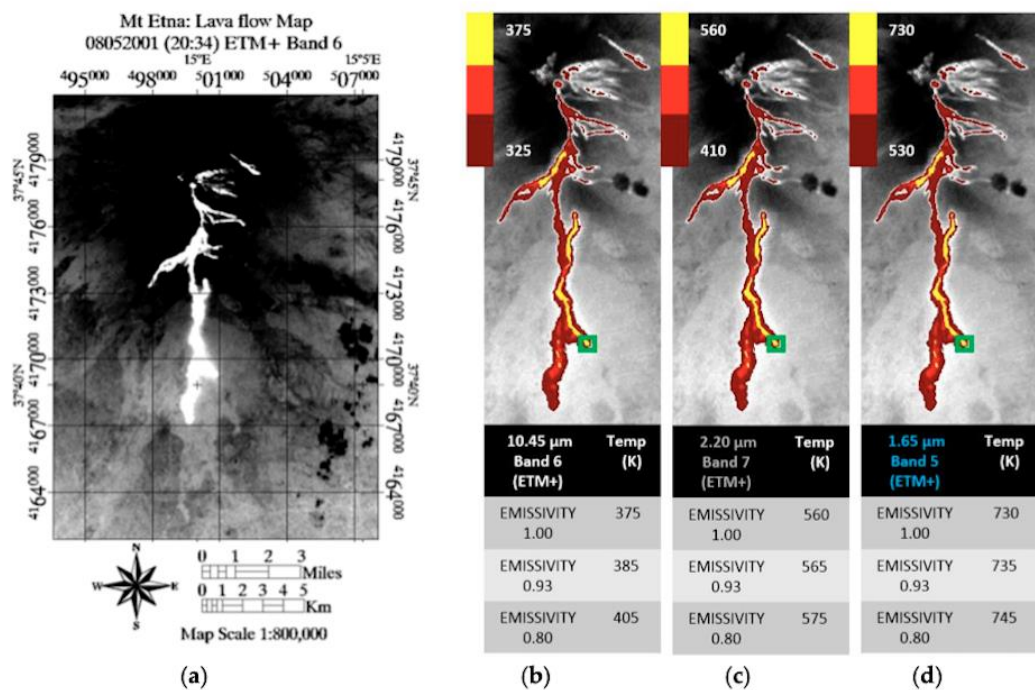 Mt Etna: Lava flow Map
08052001 (20:34) ETM+ Band 6
15°E 15°5'E
495000 498000 501000 504000 507000
4179000
4176000
4173000
4170000
4167000
4164000
37°45'N
37°40'N
4179000
4176000
4173000
4170000
4167000
4164000
37°45'N
37°40'N
N
W E
S
0 1 2 3
Miles
0 1 2 3 4 5
Km
Map Scale 1:800,000
(a)
375
325
10.45 µm Temp
Band 6 (K)
(ETM+)
EMISSIVITY 375
1.00
EMISSIVITY 385
0.93
EMISSIVITY 405
0.80
(b)
560
410
2.20 µm Temp
Band 7 (K)
(ETM+)
EMISSIVITY 560
1.00
EMISSIVITY 565
0.93
EMISSIVITY 575
0.80
(c)
730
530
1.65 µm Temp
Band 5 (K)
(ETM+)
EMISSIVITY 730
1.00
EMISSIVITY 735
0.93
EMISSIVITY 745
0.80
(d)